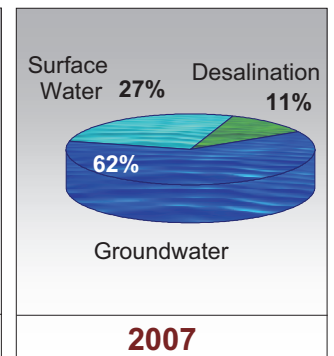 Surface
Water 27%
Desalination
11%
62%
Groundwater
2007